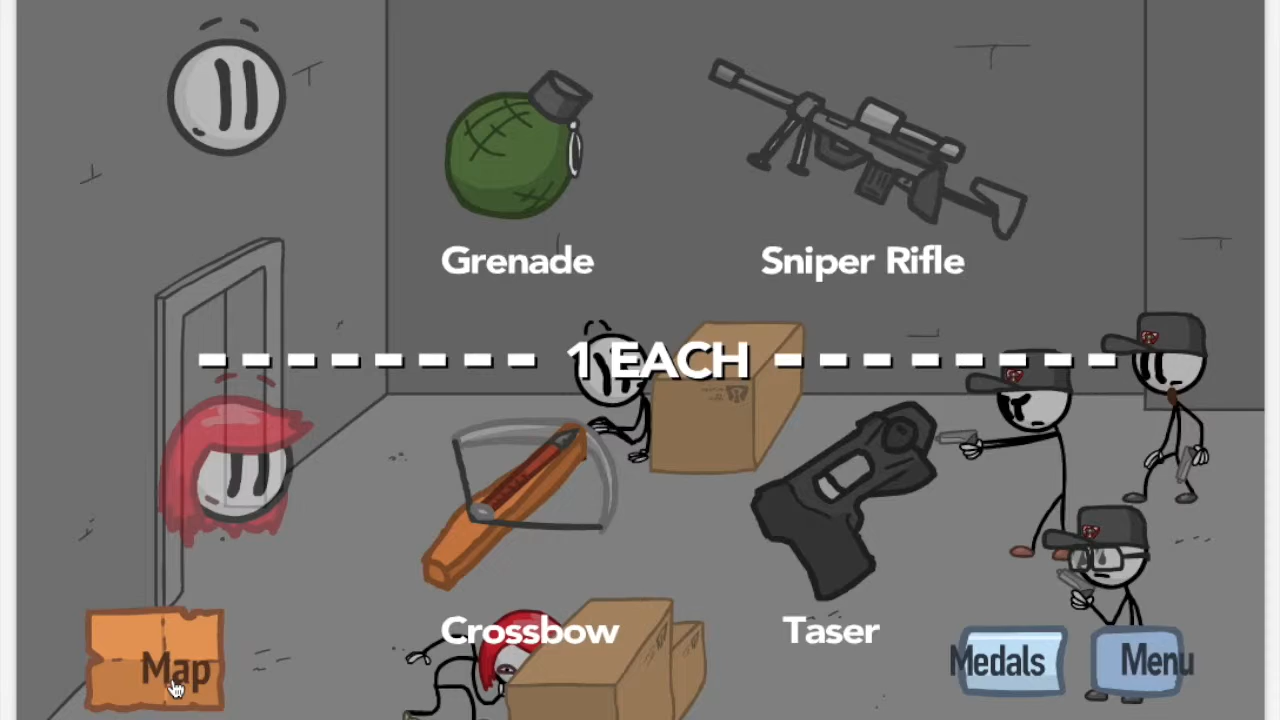 Grenade
Sniper Rifle
1 EACH
Crossbow
Taser
Map
Medals
Menu